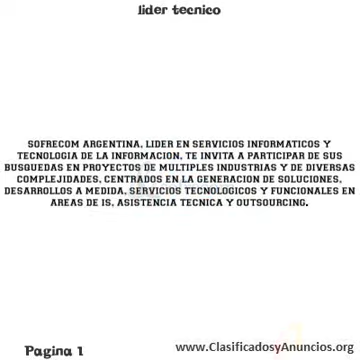 lider tecnico
SOFRECOM ARGENTINA, LIDER EN SERVICIOS INFORMATICOS Y
TECNOLOGIA DE LA INFORMACION, TE INVITA A PARTICIPAR DE SUS
BUSQUEDAS EN PROYECTOS DE MULTIPLES INDUSTRIAS Y DE DIVERSAS
COMPLEJIDADES, CENTRADOS EN LA GENERACION DE SOLUCIONES,
DESARROLLOS A MEDIDA, SERVICIOS TECNOLOGICOS Y FUNCIONALES EN
AREAS DE IS, ASISTENCIA TECNICA Y OUTSOURCING.
Pagina 1
www.ClasificadosyAnuncios.org